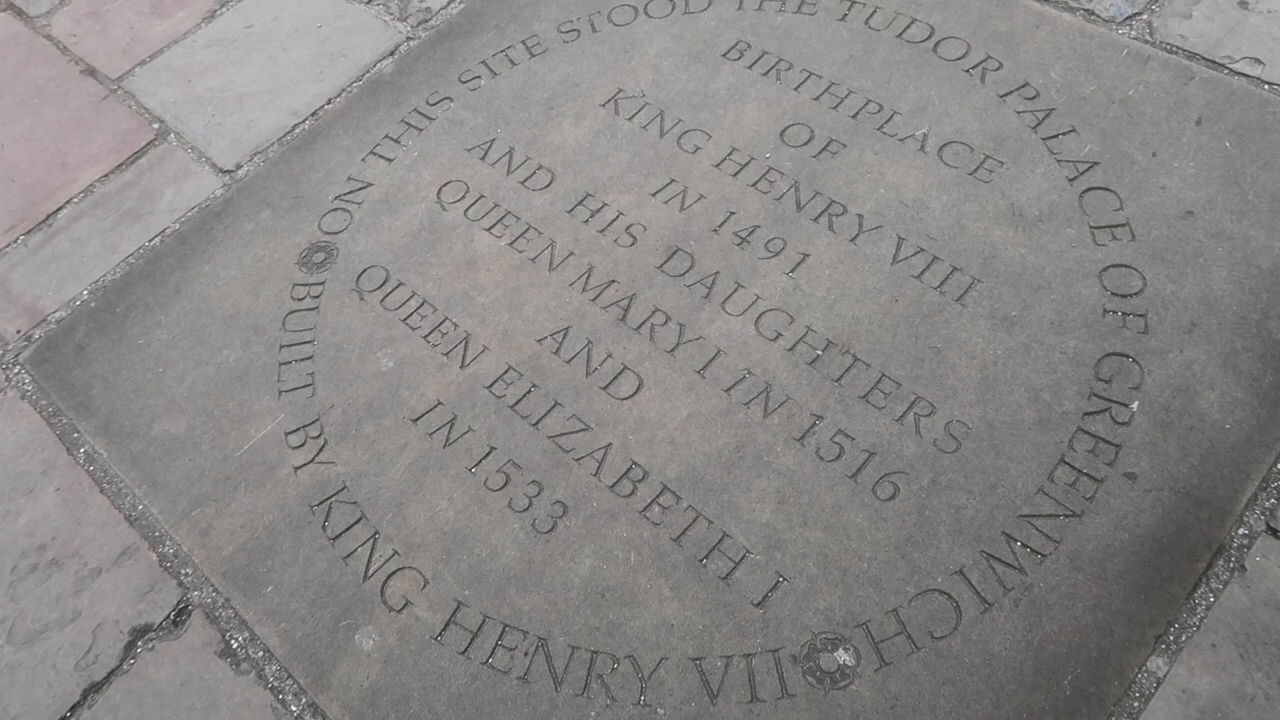 ON THIS SITE STOOD THE TUDOR PALACE OF GREENWICH
BUILT BY KING HENRY VII
BIRTHPLACE
OF
KING HENRY VIII
IN 1491
AND HIS DAUGHTERS
QUEEN MARY I IN 1516
AND
QUEEN ELIZABETH I
IN 1533